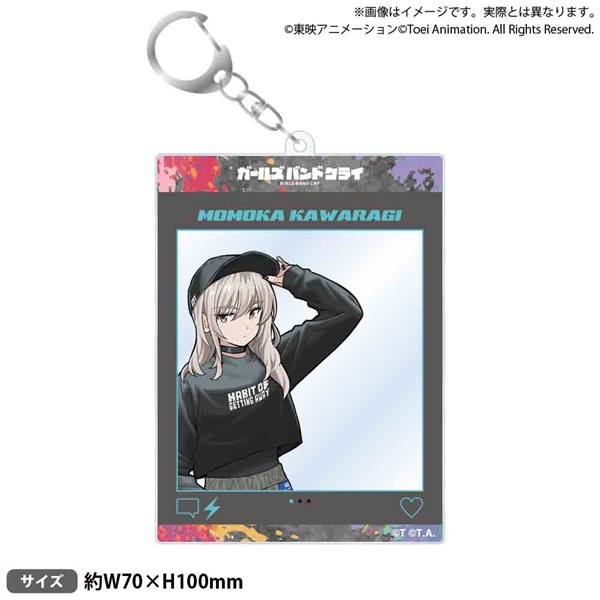 ※画像はイメージです。実際とは異なります。
©東映アニメーション©Toei Animation. All Rights Reserved.
ガールズバンドクライ
GIRLS BAND CRY
MOMOKA KAWARAGI
HABIT OF
GETTING AWAY
©T ©T.A.
サイズ 約W70×H100mm